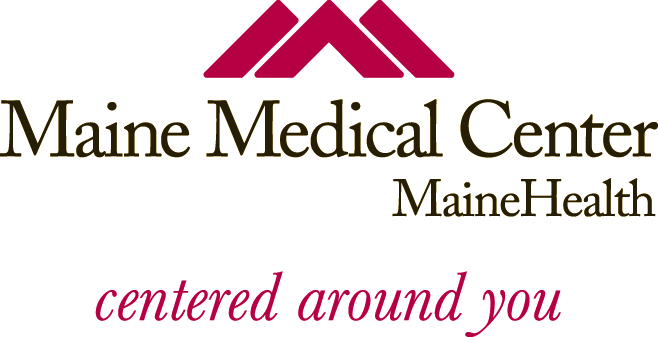 Maine Medical Center
MaineHealth
centered around you